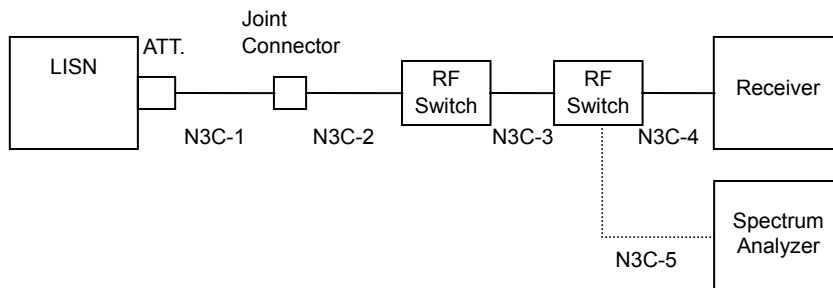 Joint
Connector
ATT.
LISN
RF
Switch
RF
Switch
Receiver
N3C-1
N3C-2
N3C-3
N3C-4
Spectrum
Analyzer
N3C-5